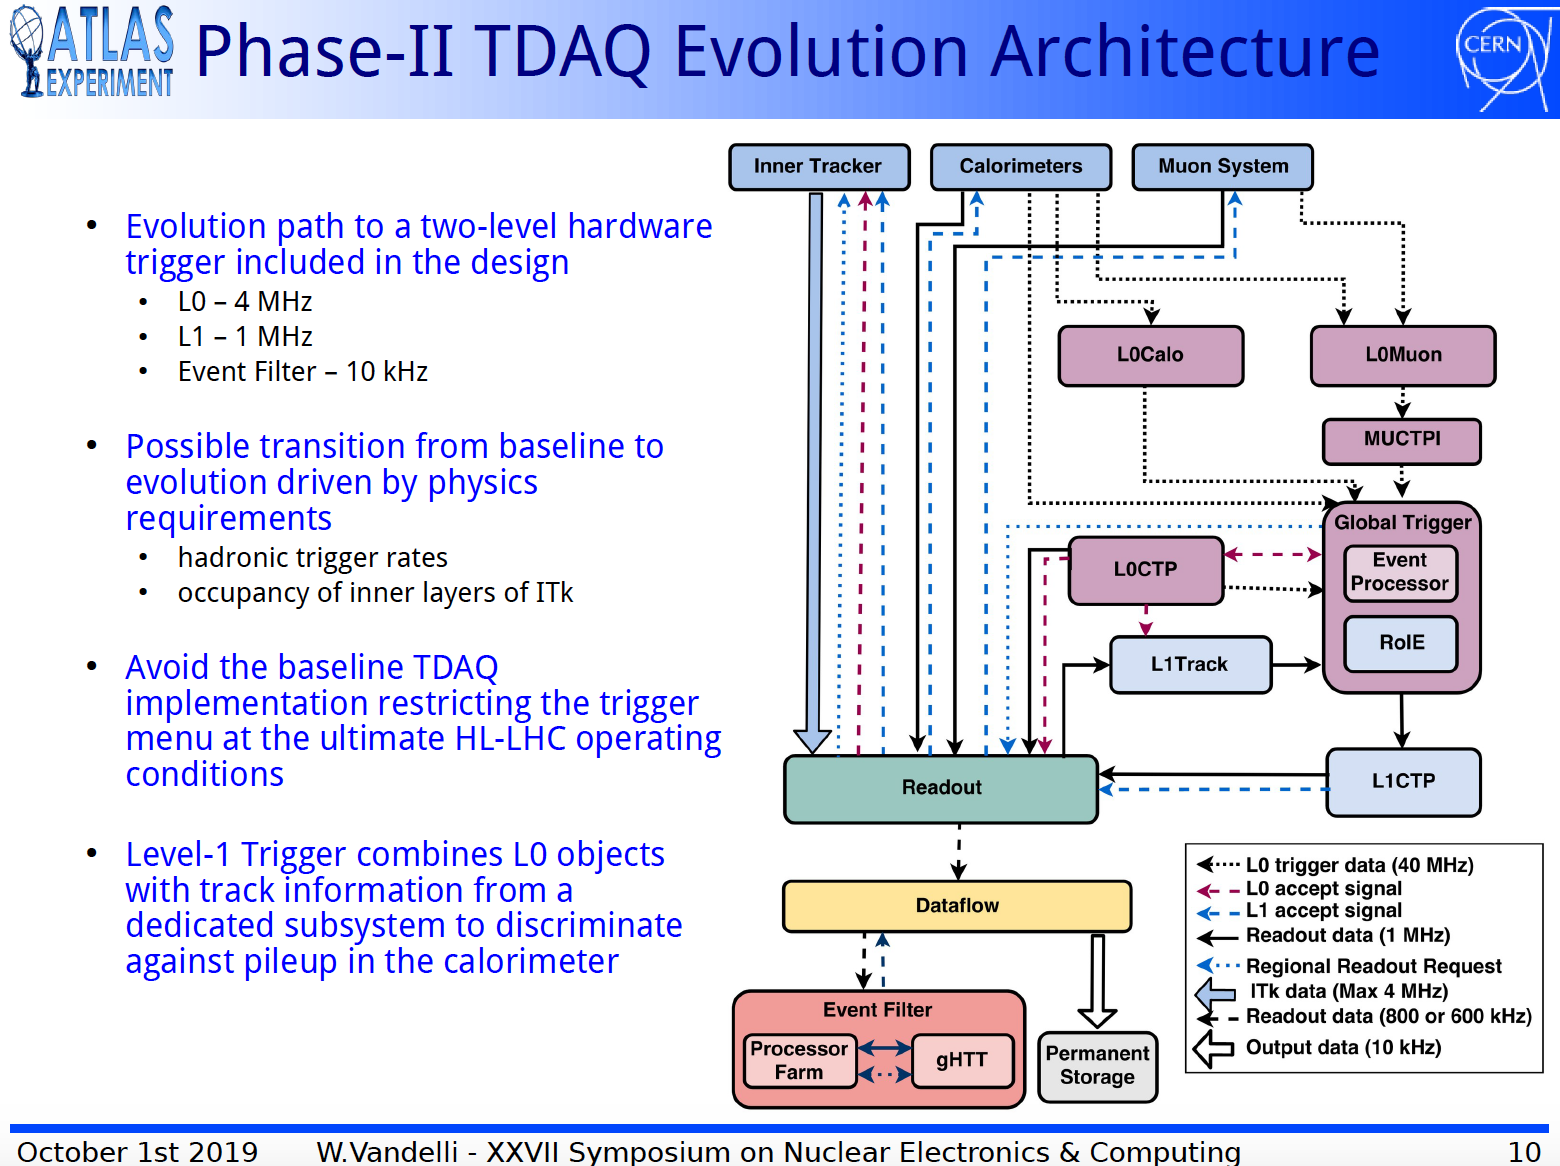 ATLAS
EXPERIMENT
Phase-II TDAQ Evolution Architecture
CERN
• Evolution path to a two-level hardware
trigger included in the design
• L0 – 4 MHz
• L1 – 1 MHz
• Event Filter – 10 kHz
• Possible transition from baseline to
evolution driven by physics
requirements
• hadronic trigger rates
• occupancy of inner layers of ITk
• Avoid the baseline TDAQ
implementation restricting the trigger
menu at the ultimate HL-LHC operating
conditions
• Level-1 Trigger combines L0 objects
with track information from a
dedicated subsystem to discriminate
against pileup in the calorimeter
Inner Tracker
Calorimeters
Muon System
L0Calo
L0Muon
MUCTPI
Global Trigger
Event
Processor
RoIE
L0CTP
L1Track
L1CTP
Readout
Dataflow
Event Filter
Processor
Farm
gHTT
Permanent
Storage
L0 trigger data (40 MHz)
L0 accept signal
L1 accept signal
Readout data (1 MHz)
Regional Readout Request
ITk data (Max 4 MHz)
Readout data (800 or 600 kHz)
Output data (10 kHz)
October 1st 2019
W.Vandelli - XXVII Symposium on Nuclear Electronics & Computing
10